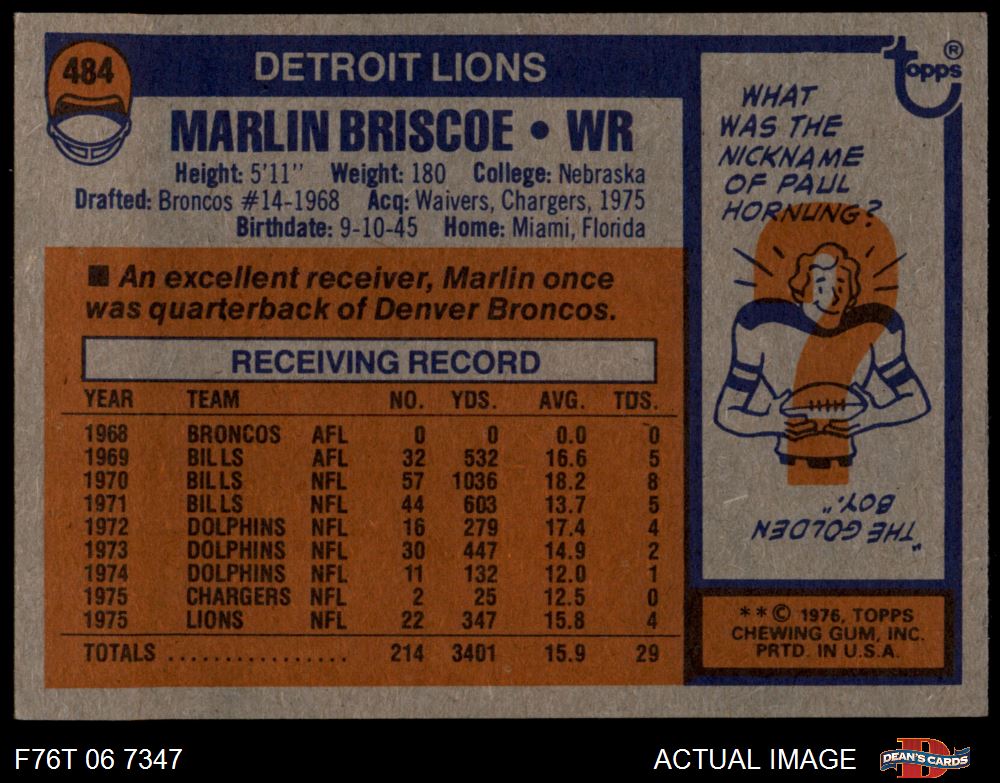 484
DETROIT LIONS
MARLIN BRISCOE • WR
Height: 5'11" Weight: 180 College: Nebraska
Drafted: Broncos #14-1968 Acq: Waivers, Chargers, 1975
Birthdate: 9-10-45 Home: Miami, Florida
■ An excellent receiver, Marlin once
was quarterback of Denver Broncos.
RECEIVING RECORD
YEAR TEAM NO. YDS. AVG. TDS.
1968 BRONCOS AFL 0 0 0.0 0
1969 BILLS AFL 32 532 16.6 5
1970 BILLS NFL 57 1036 18.2 8
1971 BILLS NFL 44 603 13.7 5
1972 DOLPHINS NFL 16 279 17.4 4
1973 DOLPHINS NFL 30 447 14.9 2
1974 DOLPHINS NFL 11 132 12.0 1
1975 CHARGERS NFL 2 25 12.5 0
1975 LIONS NFL 22 347 15.8 4
TOTALS ................ 214 3401 15.9 29
topps ®
WHAT
WAS THE
NICKNAME
OF PAUL
HORNUNG?
"THE GOLDEN
BOY."
** © 1976, TOPPS
CHEWING GUM, INC.
PRTD. IN U.S.A.
F76T 06 7347
ACTUAL IMAGE
DEAN'S CARDS